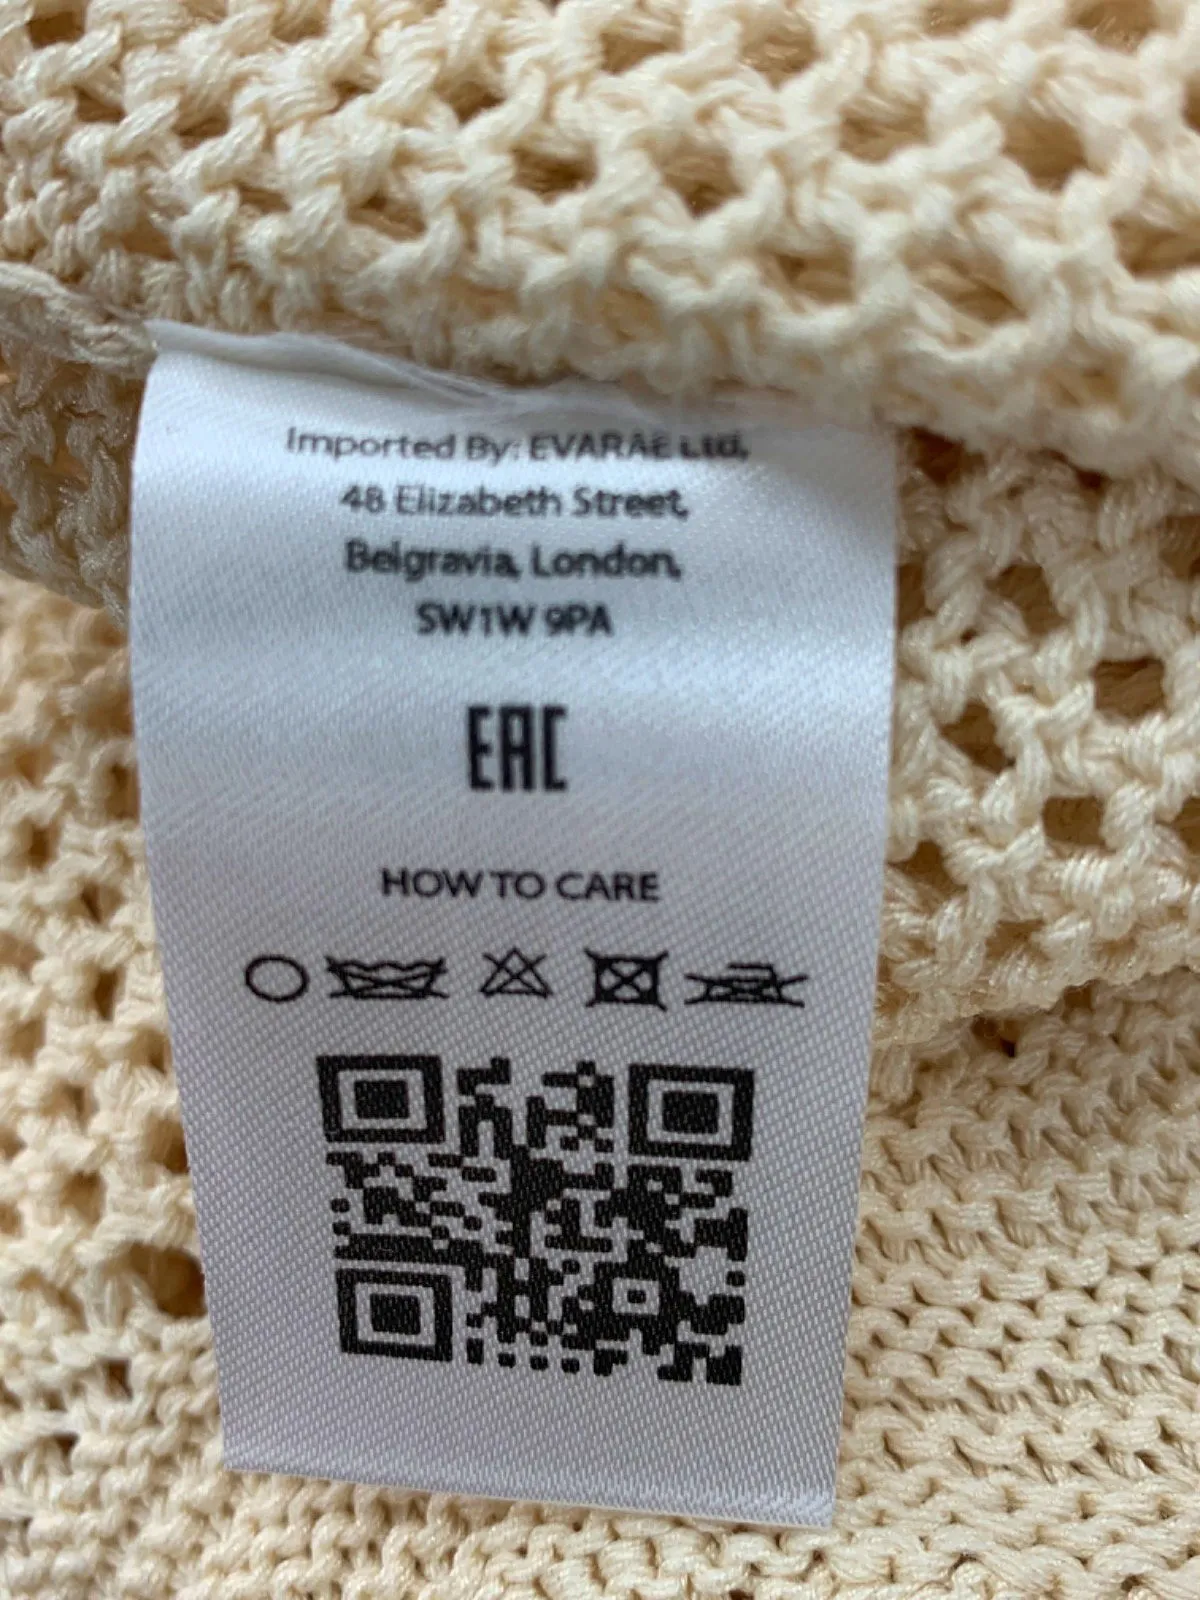 Imported By: EVARAE Ltd,
48 Elizabeth Street,
Belgravia, London,
SW1W 9PA
EAC
HOW TO CARE